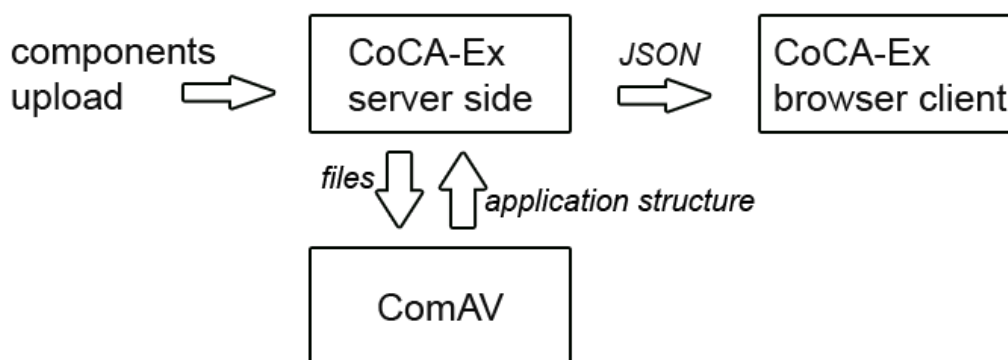 components
upload
CoCA-Ex
server side
JSON
CoCA-Ex
browser client
files
application structure
ComAV